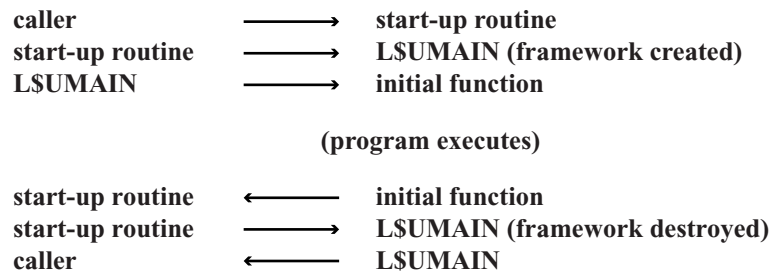 caller ⟶ start-up routine
start-up routine ⟶ L$UMAIN (framework created)
L$UMAIN ⟶ initial function
(program executes)
start-up routine ⟵ initial function
start-up routine ⟶ L$UMAIN (framework destroyed)
caller ⟵ L$UMAIN